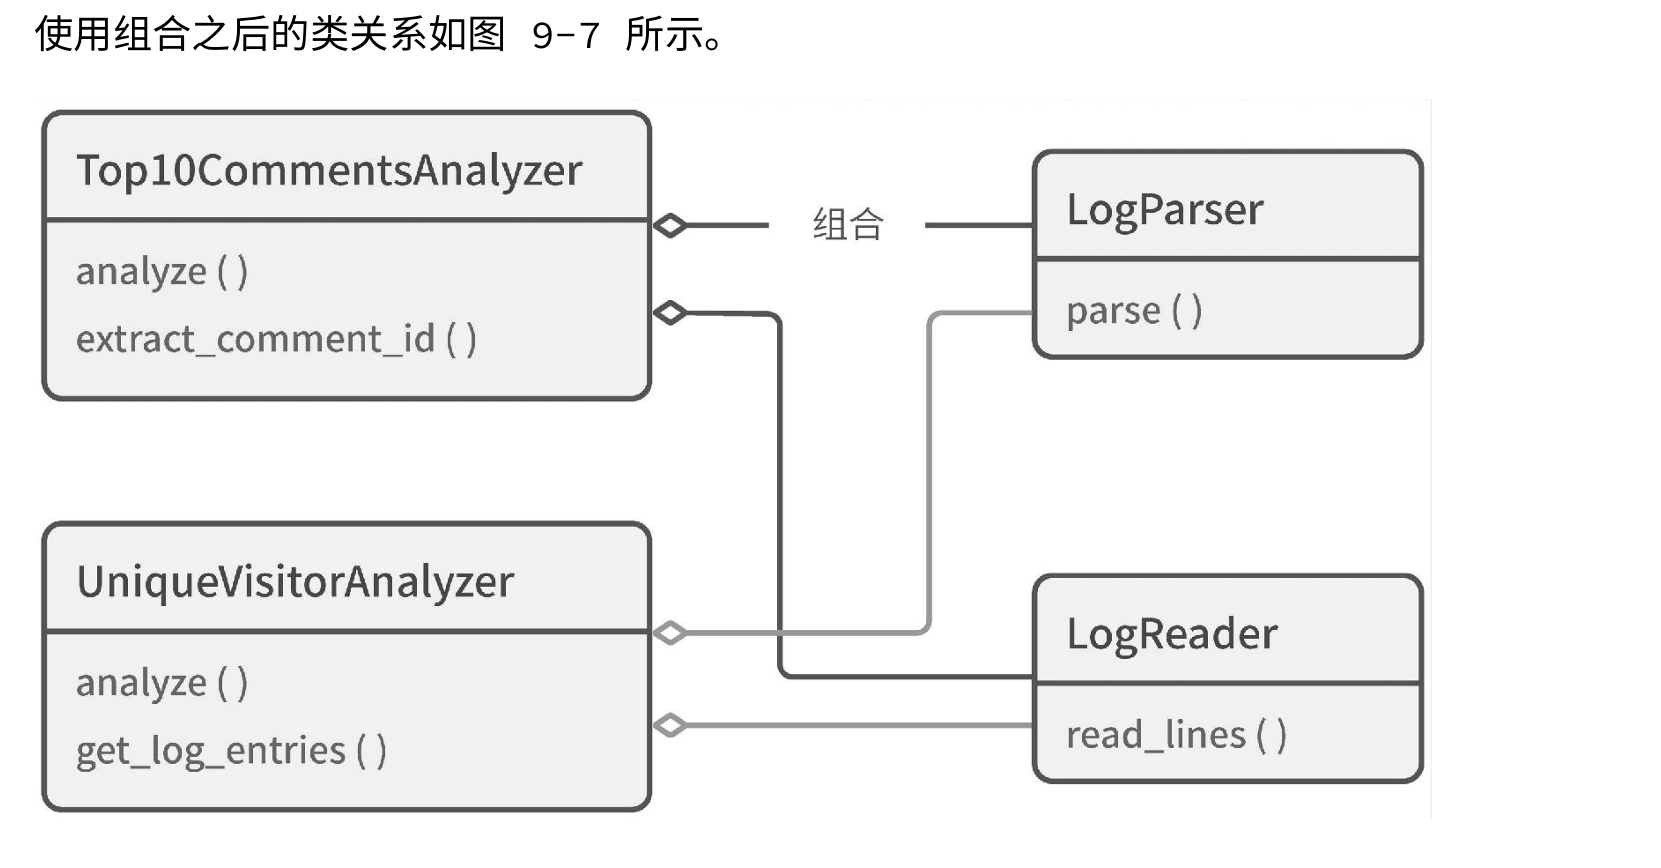 使用组合之后的类关系如图 9-7 所示。
Top10CommentsAnalyzer
analyze()
extract_comment_id()
组合
LogParser
parse()
UniqueVisitorAnalyzer
analyze()
get_log_entries()
LogReader
read_lines()